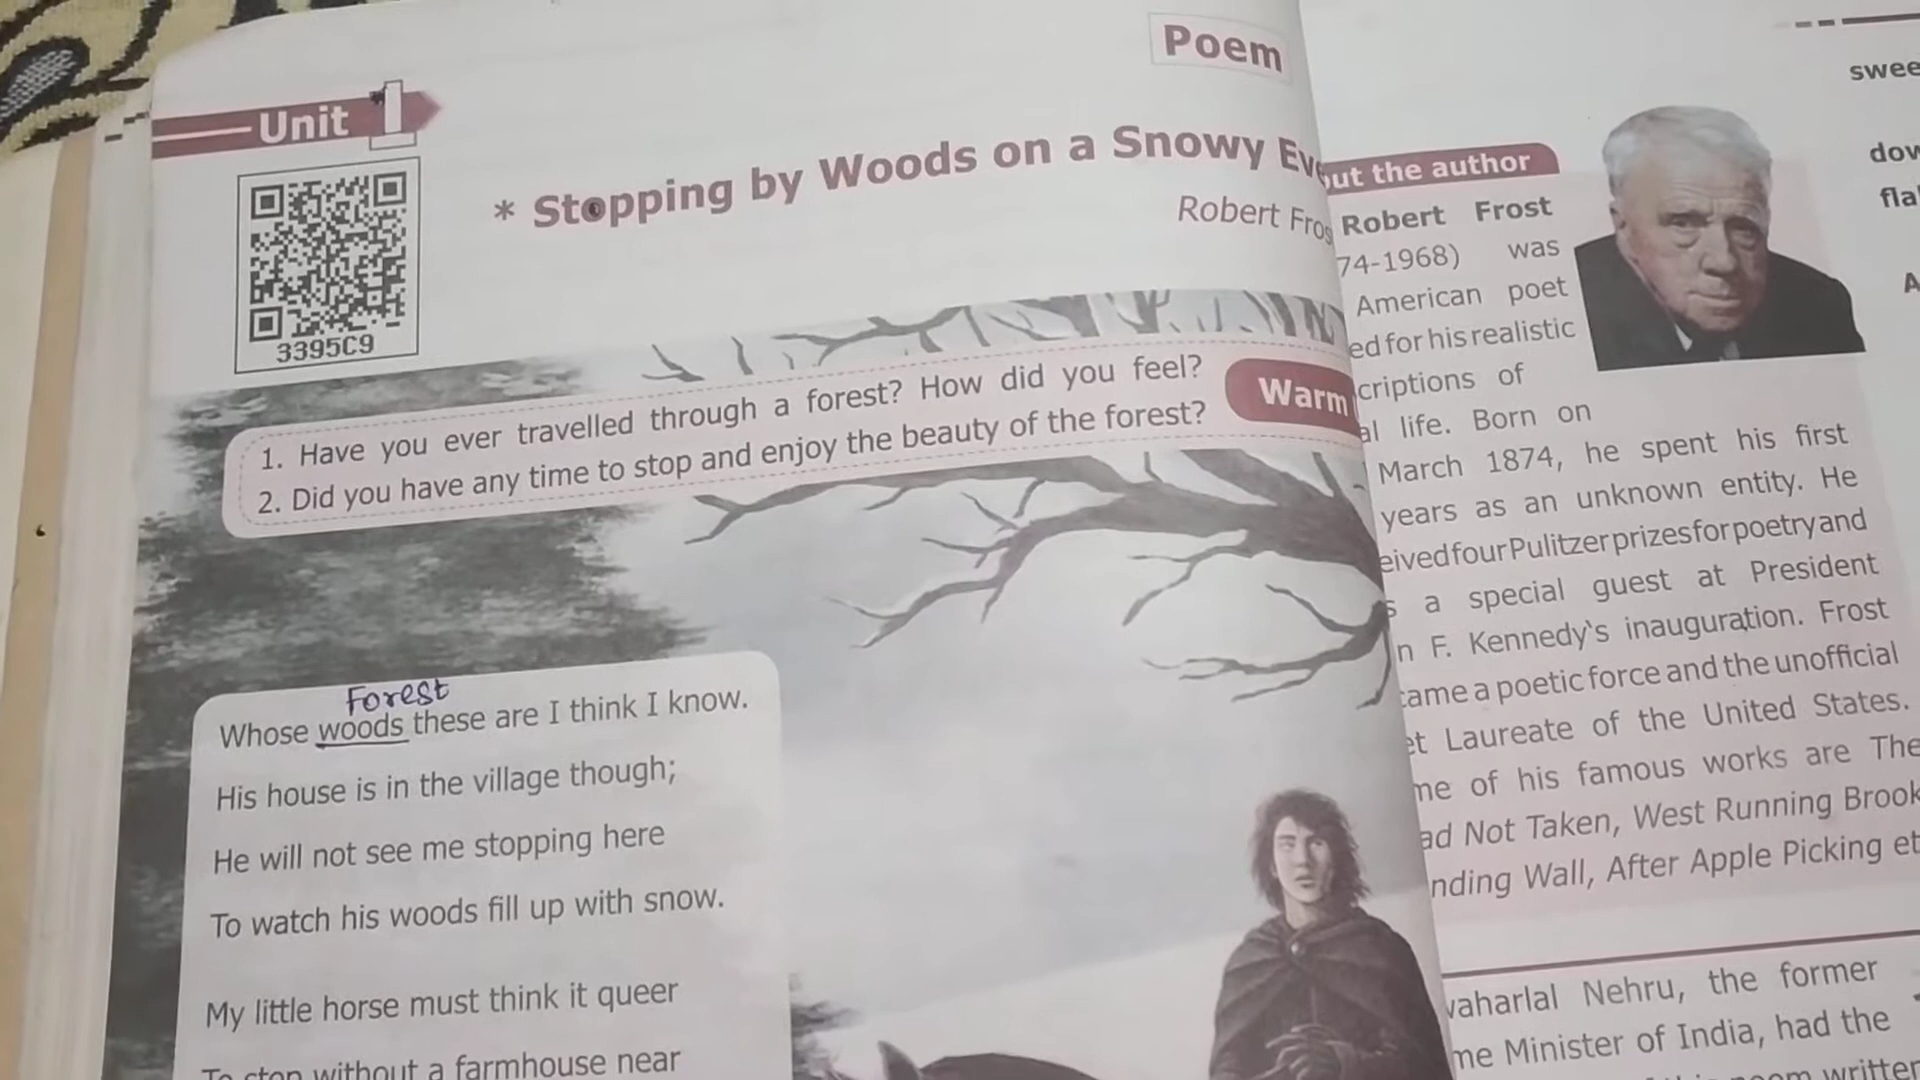 Poem
Unit 1
3395C9
* Stopping by Woods on a Snowy
Robert
1. Have you ever travelled through a forest? How did you feel?
2. Did you have any time to stop and enjoy the beauty of the forest?
Warm
Forest
Whose woods these are I think I know.
His house is in the village though;
He will not see me stopping here
To watch his woods fill up with snow.
My little horse must think it queer
To stop without a farmhouse near
out the author
Robert Frost
74-1968) was
American poet
ed for his realistic
criptions of
al life. Born on
March 1874, he spent his first
years as an unknown entity. He
eived four Pulitzer prizes for poetry and
s a special guest at President
n F. Kennedy's inauguration. Frost
came a poetic force and the unofficial
et Laureate of the United States.
me of his famous works are The
ad Not Taken, West Running Brook
nding Wall, After Apple Picking et
vaharlal Nehru, the former
me Minister of India, had the
poem written
swee
dow
fla
A